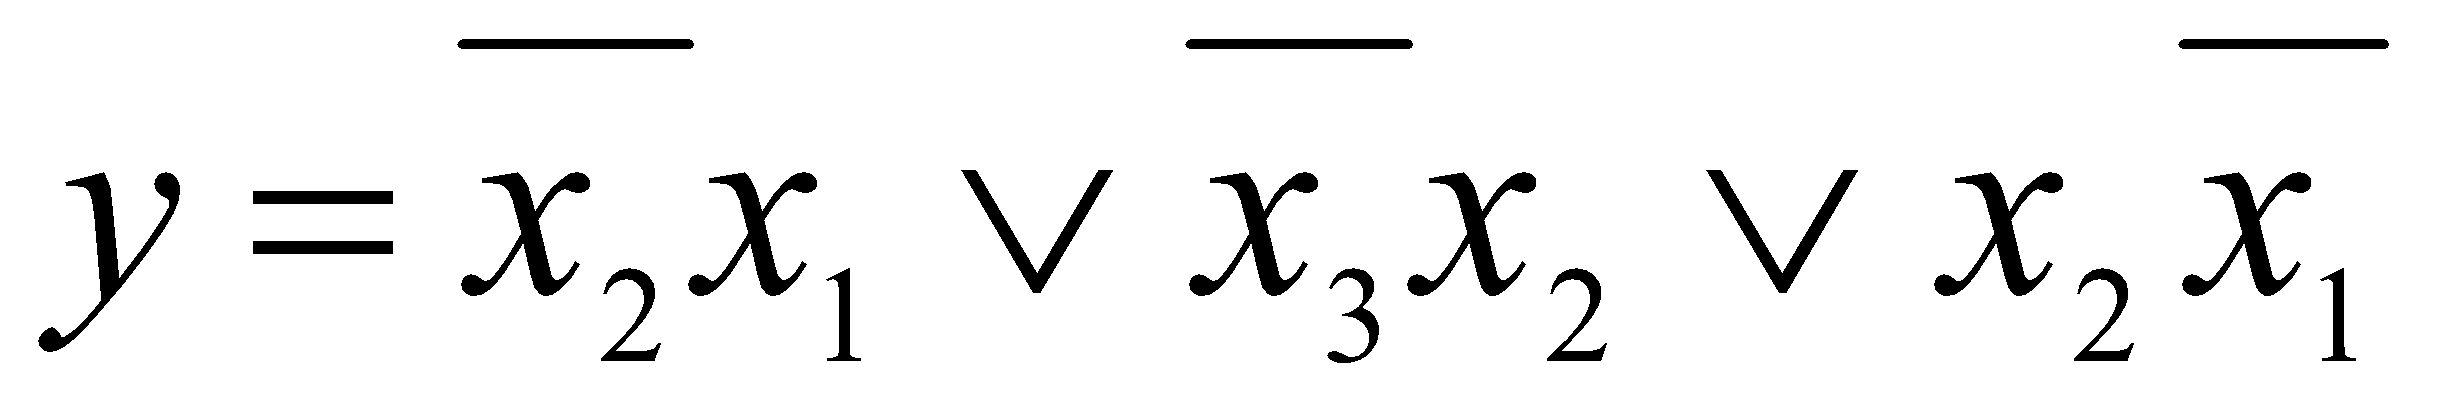 y = x̅₂x₁ ∨ x̅₃x₂ ∨ x₂x̅₁